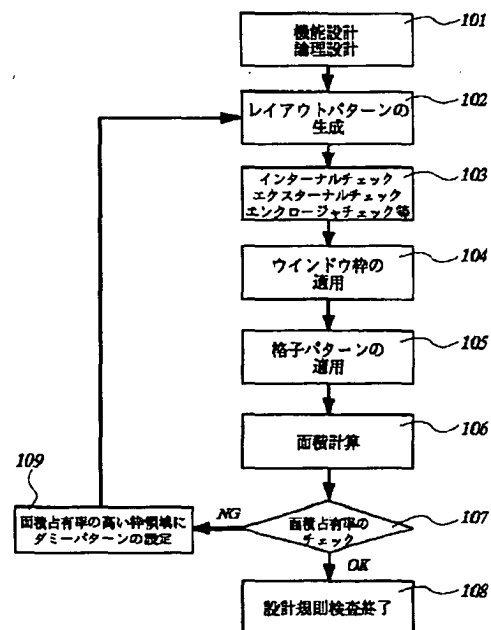 機能設計
論理設計
101
レイアウトパターンの
生成
102
インターナルチェック
エクスターナルチェック
エンクロージャチェック等
103
ウインドウ枠の
適用
104
格子パターンの
適用
105
面積計算
106
面積占有率の
チェック
107
NG
OK
109
面積占有率の高い枠領域に
ダミーパターンの設定
設計規則検査終了
108